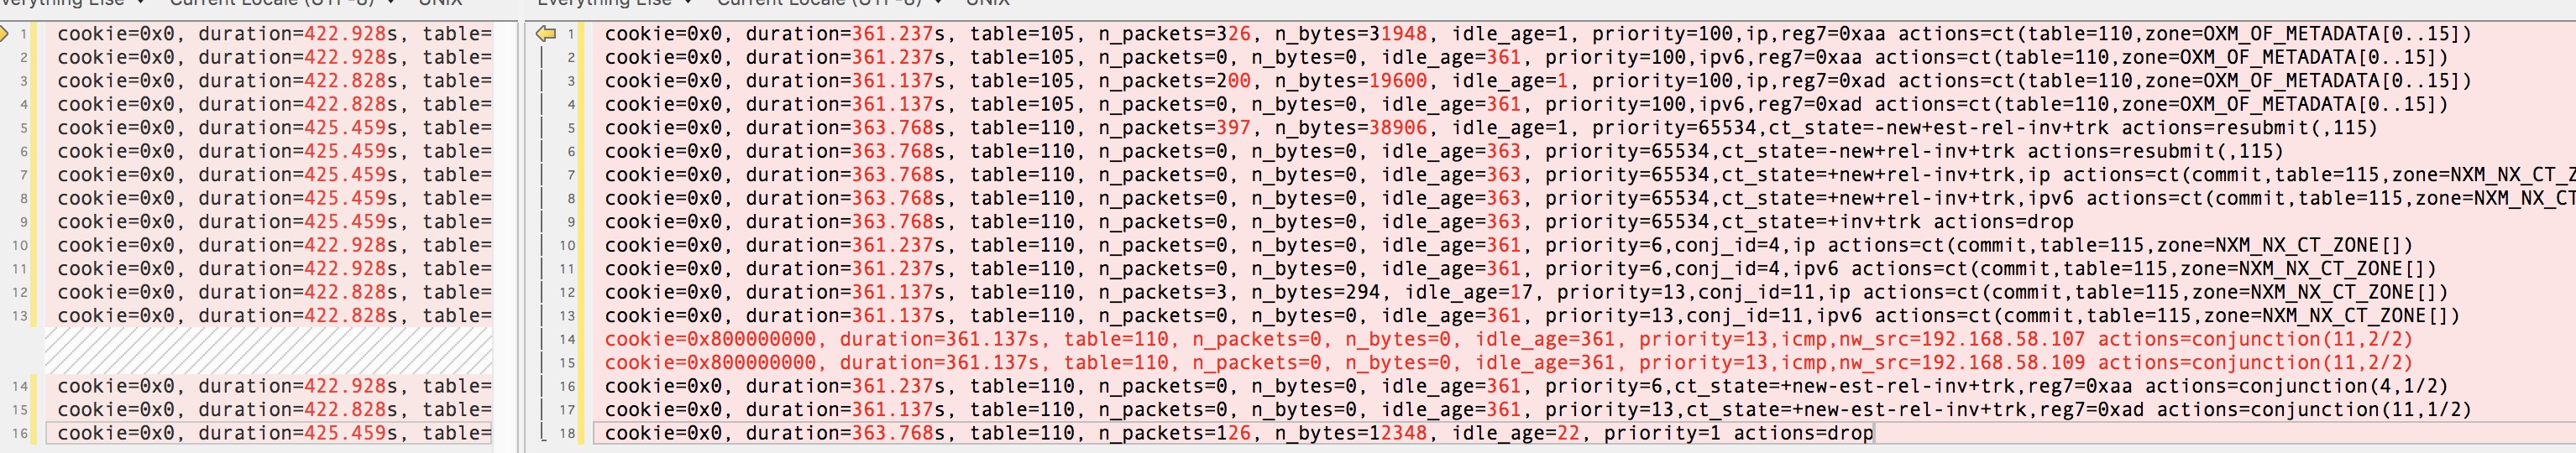 verything Else
Current Locale (UTF-8)
UNIX
1 cookie=0x0, duration=422.928s, table=
2 cookie=0x0, duration=422.928s, table=
3 cookie=0x0, duration=422.828s, table=
4 cookie=0x0, duration=422.828s, table=
5 cookie=0x0, duration=425.459s, table=
6 cookie=0x0, duration=425.459s, table=
7 cookie=0x0, duration=425.459s, table=
8 cookie=0x0, duration=425.459s, table=
9 cookie=0x0, duration=425.459s, table=
10 cookie=0x0, duration=422.928s, table=
11 cookie=0x0, duration=422.928s, table=
12 cookie=0x0, duration=422.828s, table=
13 cookie=0x0, duration=422.828s, table=
14 cookie=0x0, duration=422.928s, table=
15 cookie=0x0, duration=422.828s, table=
16 cookie=0x0, duration=425.459s, table=
Everything Else
Current Locale (UTF-8)
UNIX
1 cookie=0x0, duration=361.237s, table=105, n_packets=326, n_bytes=31948, idle_age=1, priority=100,ip,reg7=0xaa actions=ct(table=110,zone=OXM_OF_METADATA[0..15])
2 cookie=0x0, duration=361.237s, table=105, n_packets=0, n_bytes=0, idle_age=361, priority=100,ipv6,reg7=0xaa actions=ct(table=110,zone=OXM_OF_METADATA[0..15])
3 cookie=0x0, duration=361.137s, table=105, n_packets=200, n_bytes=19600, idle_age=1, priority=100,ip,reg7=0xad actions=ct(table=110,zone=OXM_OF_METADATA[0..15])
4 cookie=0x0, duration=361.137s, table=105, n_packets=0, n_bytes=0, idle_age=361, priority=100,ipv6,reg7=0xad actions=ct(table=110,zone=OXM_OF_METADATA[0..15])
5 cookie=0x0, duration=363.768s, table=110, n_packets=397, n_bytes=38906, idle_age=1, priority=65534,ct_state=-new+est-rel-inv+trk actions=resubmit(,115)
6 cookie=0x0, duration=363.768s, table=110, n_packets=0, n_bytes=0, idle_age=363, priority=65534,ct_state=-new+rel-inv+trk actions=resubmit(,115)
7 cookie=0x0, duration=363.768s, table=110, n_packets=0, n_bytes=0, idle_age=363, priority=65534,ct_state=+new+rel-inv+trk,ip actions=ct(commit,table=115,zone=NXM_NX_CT_Z
8 cookie=0x0, duration=363.768s, table=110, n_packets=0, n_bytes=0, idle_age=363, priority=65534,ct_state=+new+rel-inv+trk,ipv6 actions=ct(commit,table=115,zone=NXM_NX_CT
9 cookie=0x0, duration=363.768s, table=110, n_packets=0, n_bytes=0, idle_age=363, priority=65534,ct_state=+inv+trk actions=drop
10 cookie=0x0, duration=361.237s, table=110, n_packets=0, n_bytes=0, idle_age=361, priority=6,conj_id=4,ip actions=ct(commit,table=115,zone=NXM_NX_CT_ZONE[])
11 cookie=0x0, duration=361.237s, table=110, n_packets=0, n_bytes=0, idle_age=361, priority=6,conj_id=4,ipv6 actions=ct(commit,table=115,zone=NXM_NX_CT_ZONE[])
12 cookie=0x0, duration=361.137s, table=110, n_packets=3, n_bytes=294, idle_age=17, priority=13,conj_id=11,ip actions=ct(commit,table=115,zone=NXM_NX_CT_ZONE[])
13 cookie=0x0, duration=361.137s, table=110, n_packets=0, n_bytes=0, idle_age=361, priority=13,conj_id=11,ipv6 actions=ct(commit,table=115,zone=NXM_NX_CT_ZONE[])
14 cookie=0x800000000, duration=361.137s, table=110, n_packets=0, n_bytes=0, idle_age=361, priority=13,icmp,nw_src=192.168.58.107 actions=conjunction(11,2/2)
15 cookie=0x800000000, duration=361.137s, table=110, n_packets=0, n_bytes=0, idle_age=361, priority=13,icmp,nw_src=192.168.58.109 actions=conjunction(11,2/2)
16 cookie=0x0, duration=361.237s, table=110, n_packets=0, n_bytes=0, idle_age=361, priority=6,ct_state=+new-est-rel-inv+trk,reg7=0xaa actions=conjunction(4,1/2)
17 cookie=0x0, duration=361.137s, table=110, n_packets=0, n_bytes=0, idle_age=361, priority=13,ct_state=+new-est-rel-inv+trk,reg7=0xad actions=conjunction(11,1/2)
18 cookie=0x0, duration=363.768s, table=110, n_packets=126, n_bytes=12348, idle_age=22, priority=1 actions=drop